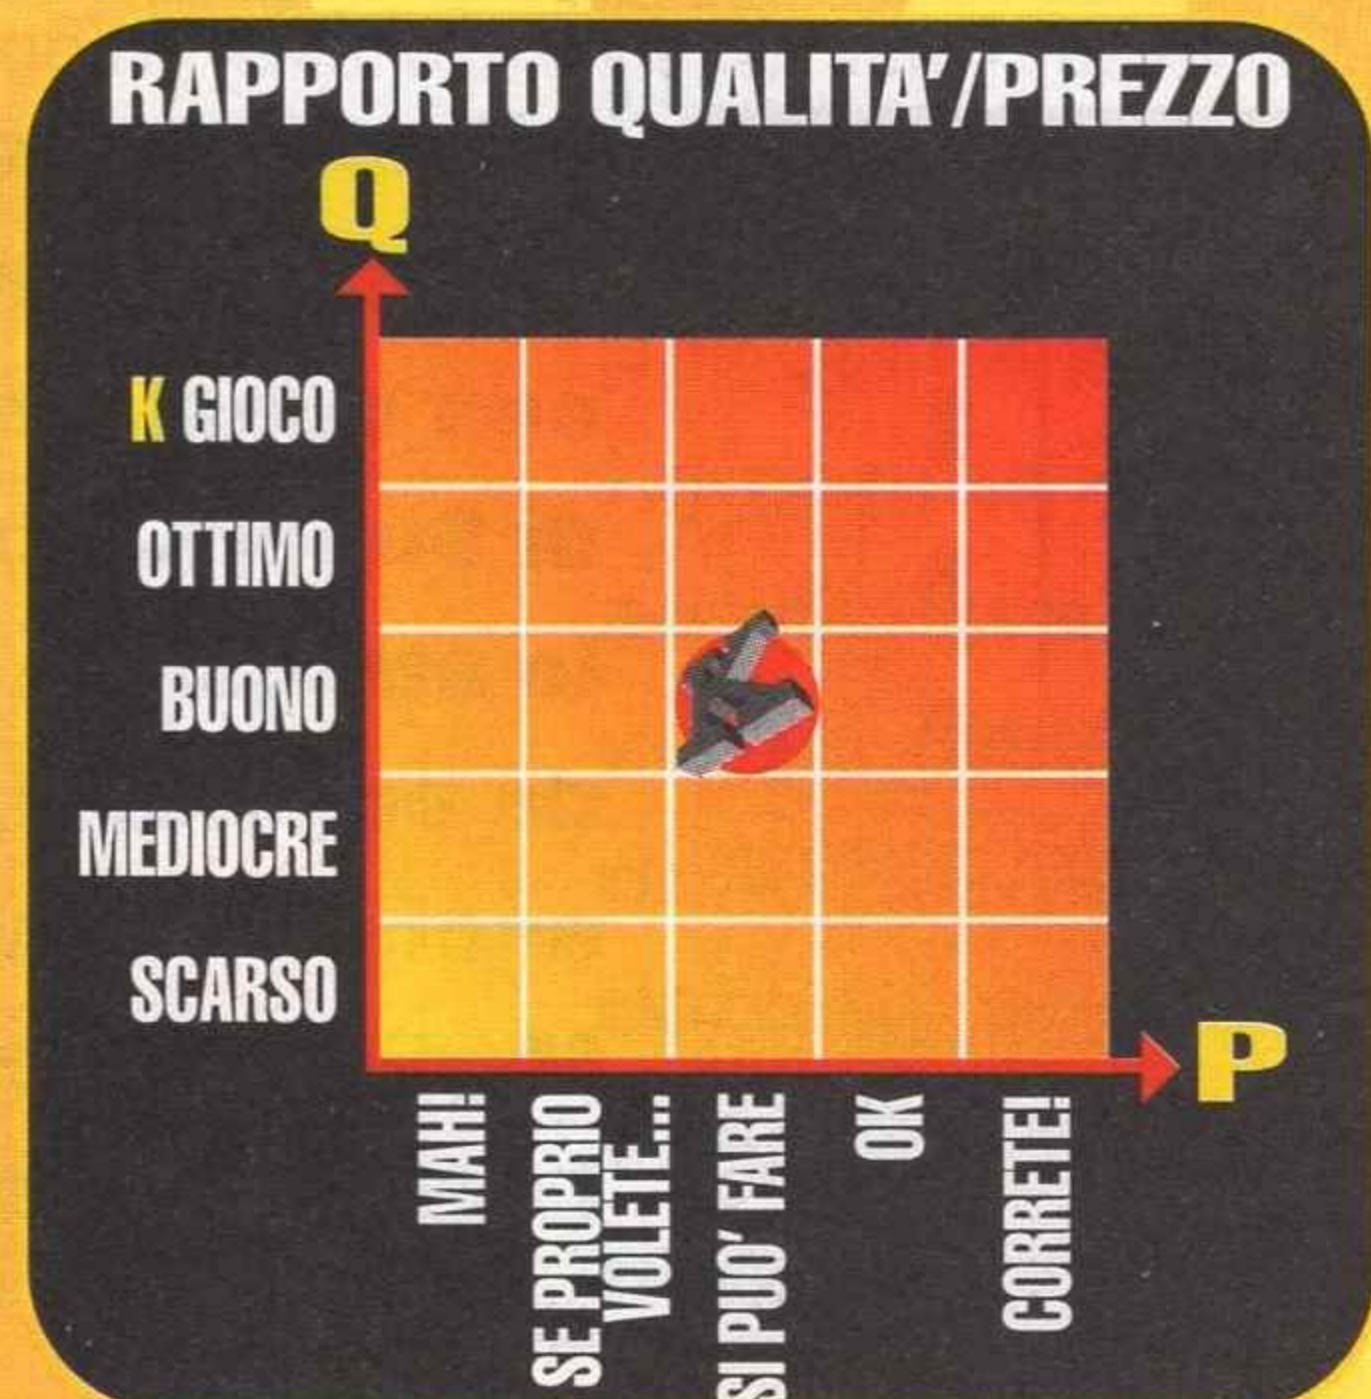 RAPPORTO QUALITA'/PREZZO
Q
K GIOCO
OTTIMO
BUONO
MEDIOCRE
SCARSO
P
MAH!
SE PROPRIO
VOLETE...
SI PUO' FARE
OK
CORRETE!